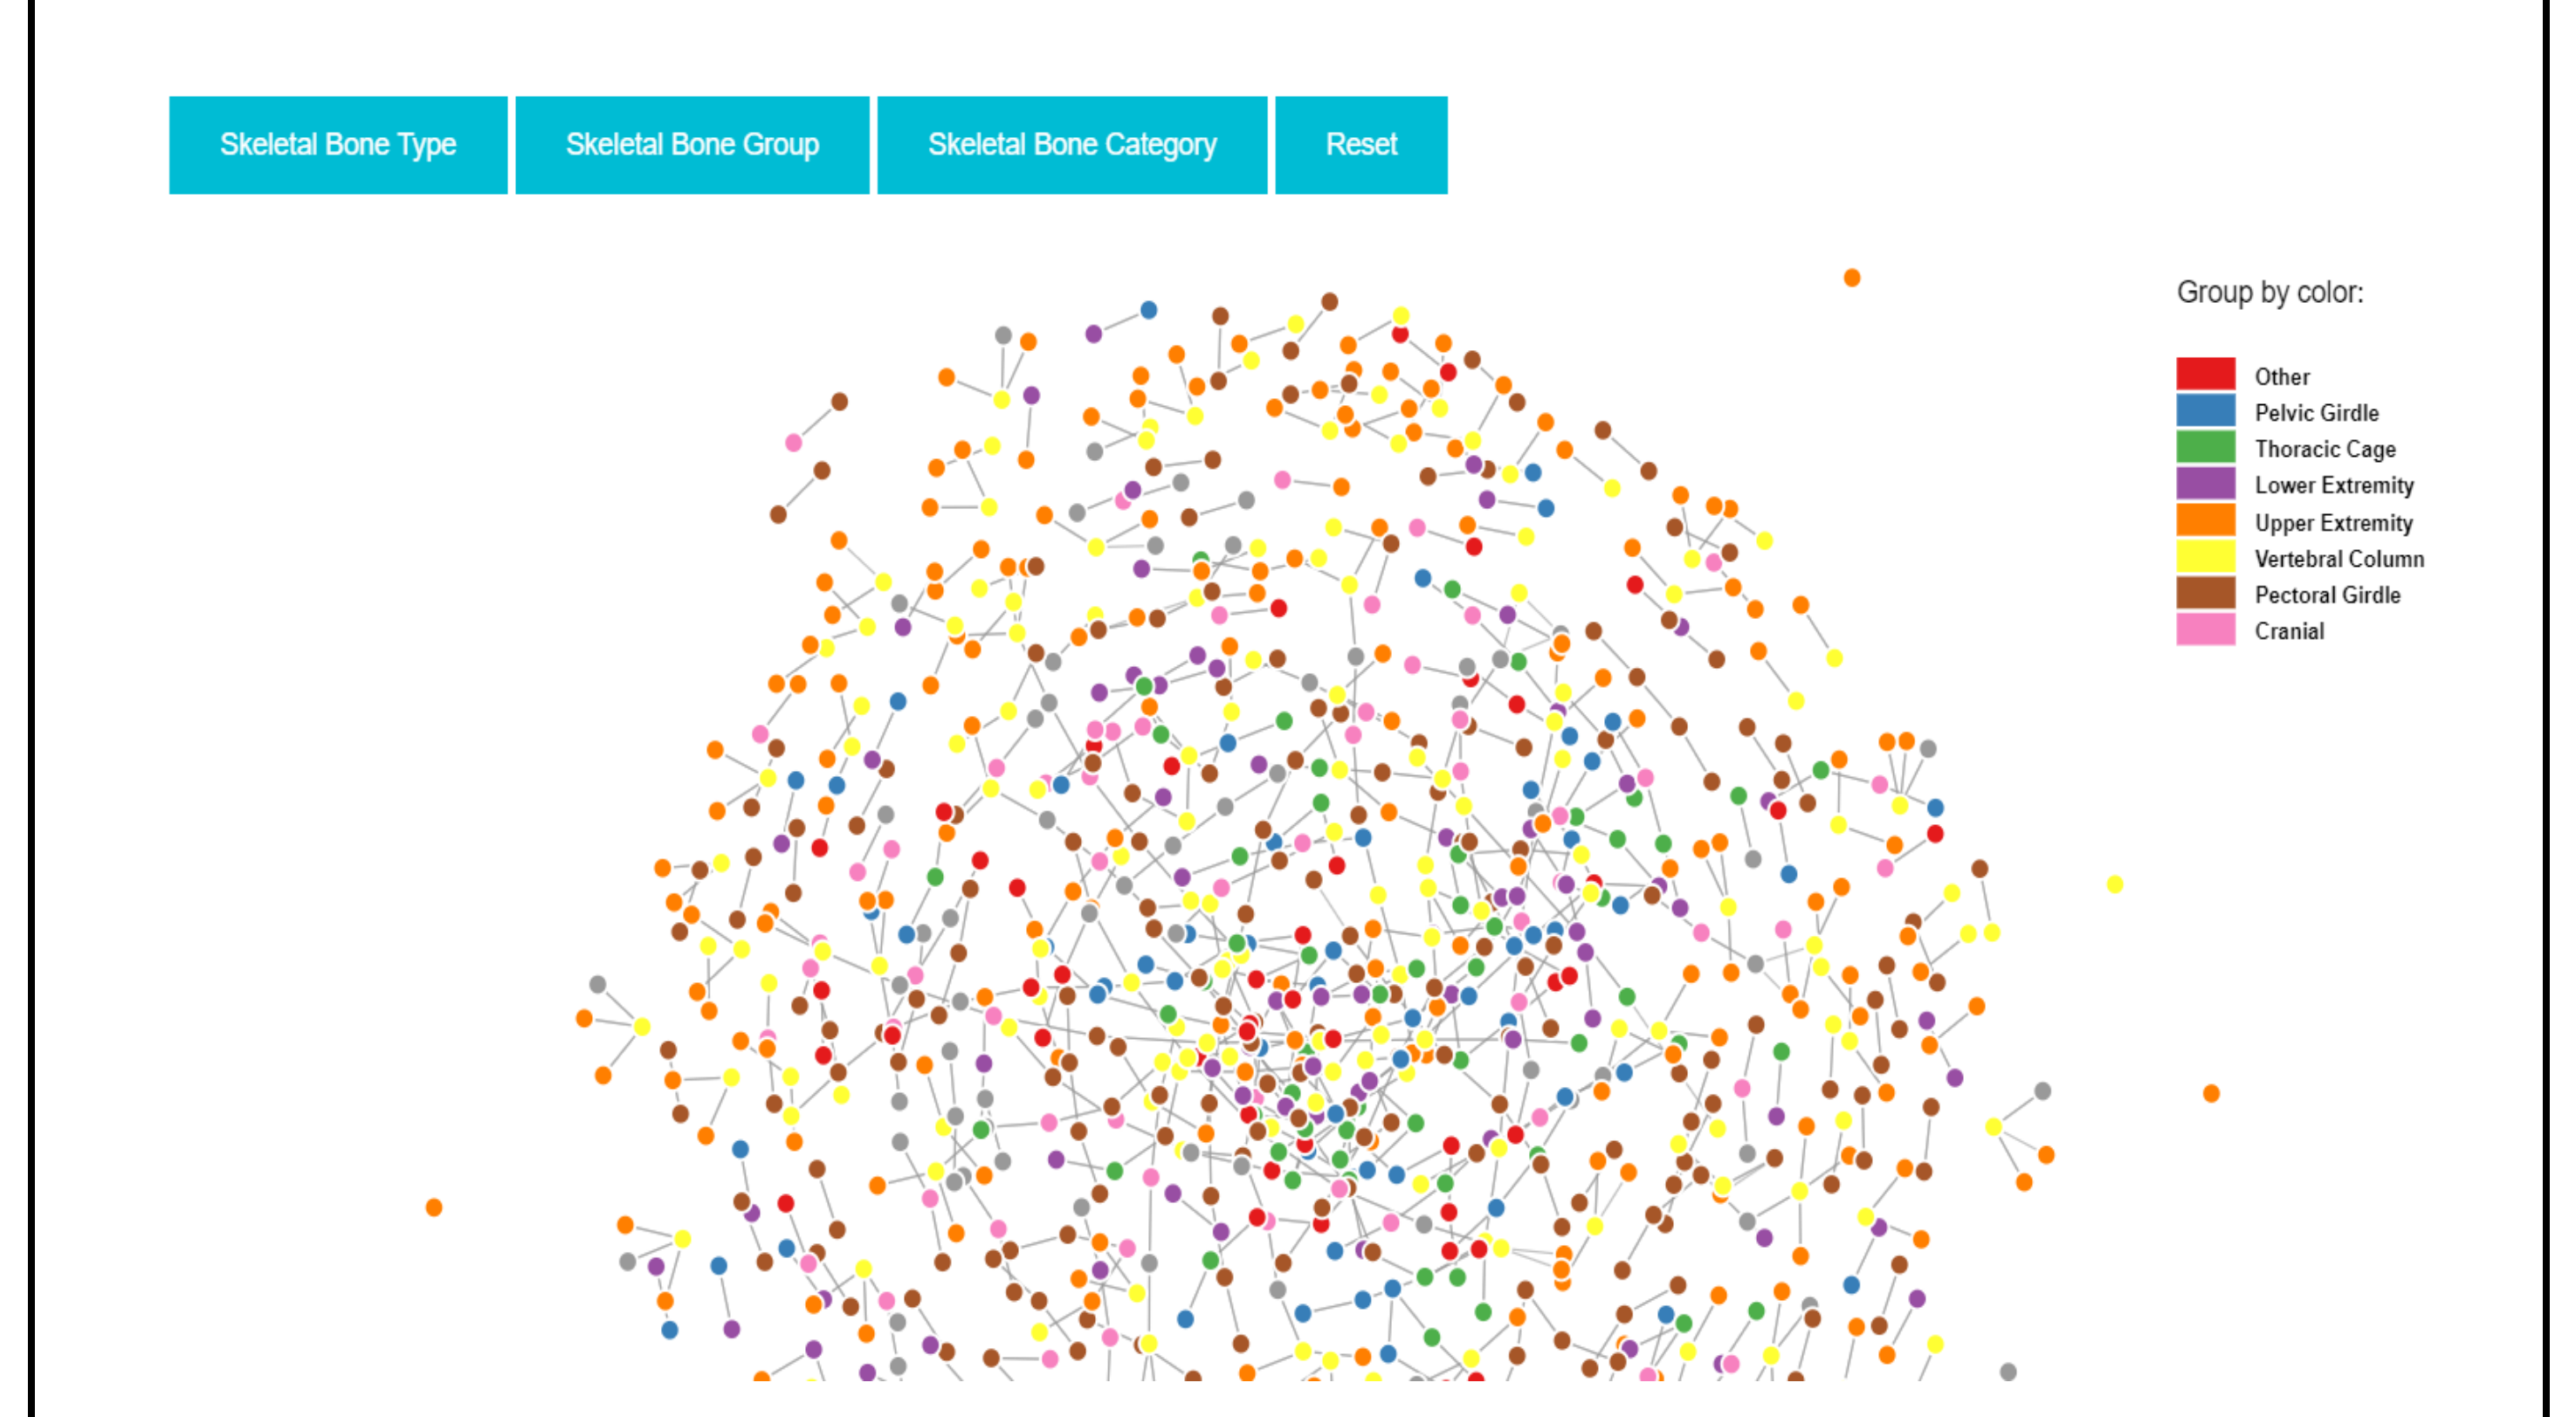 Skeletal Bone Type
Skeletal Bone Group
Skeletal Bone Category
Reset
Group by color:
Other
Pelvic Girdle
Thoracic Cage
Lower Extremity
Upper Extremity
Vertebral Column
Pectoral Girdle
Cranial